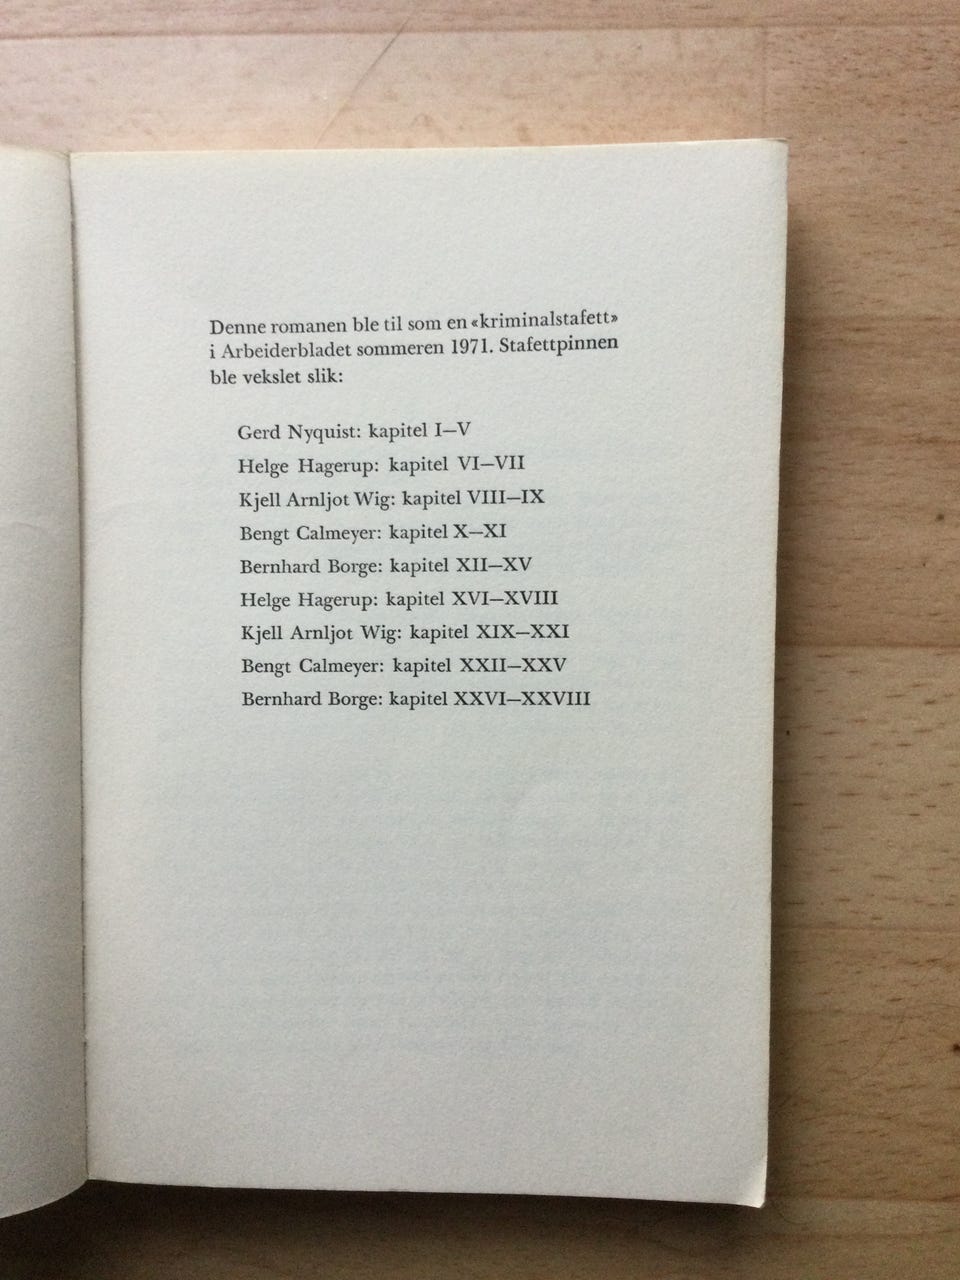 Denne romanen ble til som en «kriminalstafett»
i Arbeiderbladet sommeren 1971. Stafettpinnen
ble vekslet slik:
Gerd Nyquist: kapitel I—V
Helge Hagerup: kapitel VI—VII
Kjell Arnljot Wig: kapitel VIII—IX
Bengt Calmeyer: kapitel X—XI
Bernhard Borge: kapitel XII—XV
Helge Hagerup: kapitel XVI—XVIII
Kjell Arnljot Wig: kapitel XIX—XXI
Bengt Calmeyer: kapitel XXII—XXV
Bernhard Borge: kapitel XXVI—XXVIII